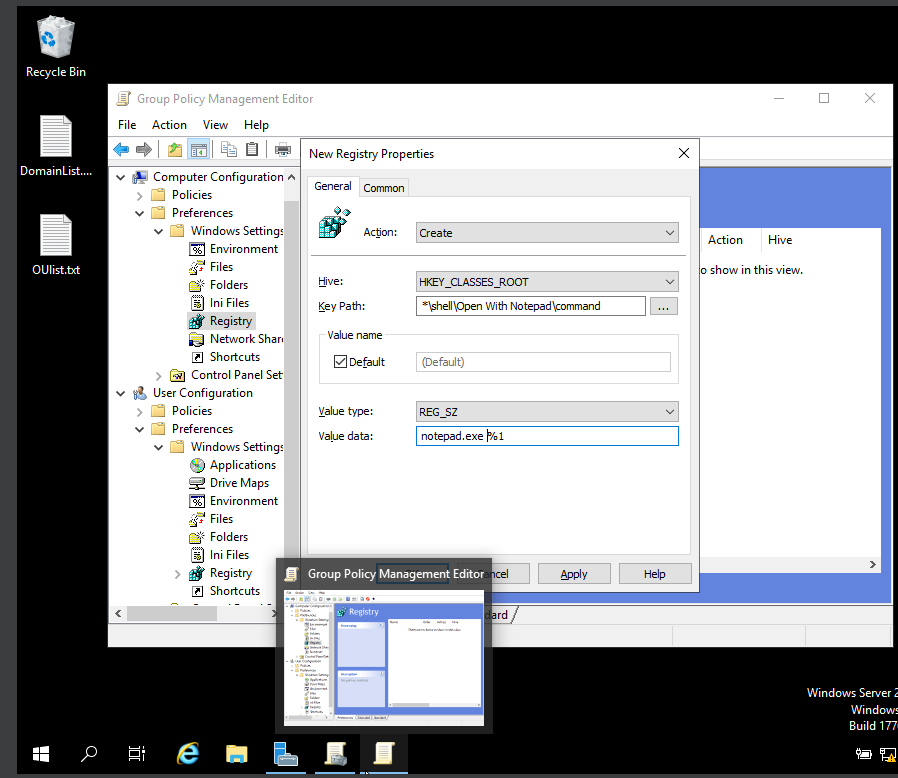 Recycle Bin
DomainList....
OUlist.txt
Group Policy Management Editor
File Action View Help
Computer Configuration
Policies
Preferences
Windows Settings
Environment
Files
Folders
Ini Files
Registry
Network Shar
Shortcuts
Control Panel Sett
User Configuration
Policies
Preferences
Windows Settings
Applications
Drive Maps
Environment
Files
Folders
Ini Files
Registry
Shortcuts
New Registry Properties
General Common
Action: Create
Hive: HKEY_CLASSES_ROOT
Key Path: *\shell\Open With Notepad\command ...
Value name
Default (Default)
Value type: REG_SZ
Value data: notepad.exe %1
Cancel Apply Help
Action Hive
to show in this view.
dard
Group Policy Management Editor
Registry
Windows Server 2
Windows
Build 177